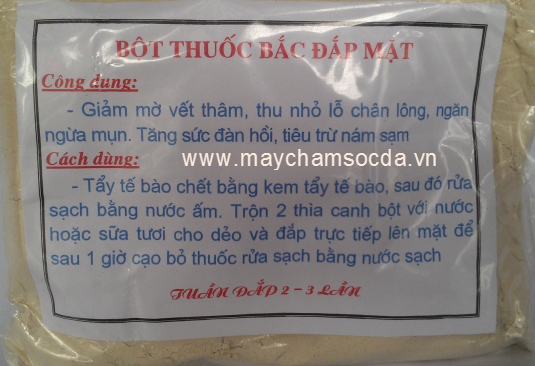 BỘT THUỐC BẮC ĐẮP MẶT
Công dụng:
- Giảm mờ vết thâm, thu nhỏ lỗ chân lông, ngăn
ngừa mụn. Tăng sức đàn hồi, tiêu trừ nám sạm
Cách dùng:
www.maychamsocda.vn
- Tẩy tế bào chết bằng kem tẩy tế bào, sau đó rửa
sạch bằng nước ấm. Trộn 2 thìa canh bột với nước
hoặc sữa tươi cho dẻo và đắp trực tiếp lên mặt để
sau 1 giờ cạo bỏ thuốc rửa sạch bằng nước sạch
TUẦN ĐẮP 2 - 3 LẦN